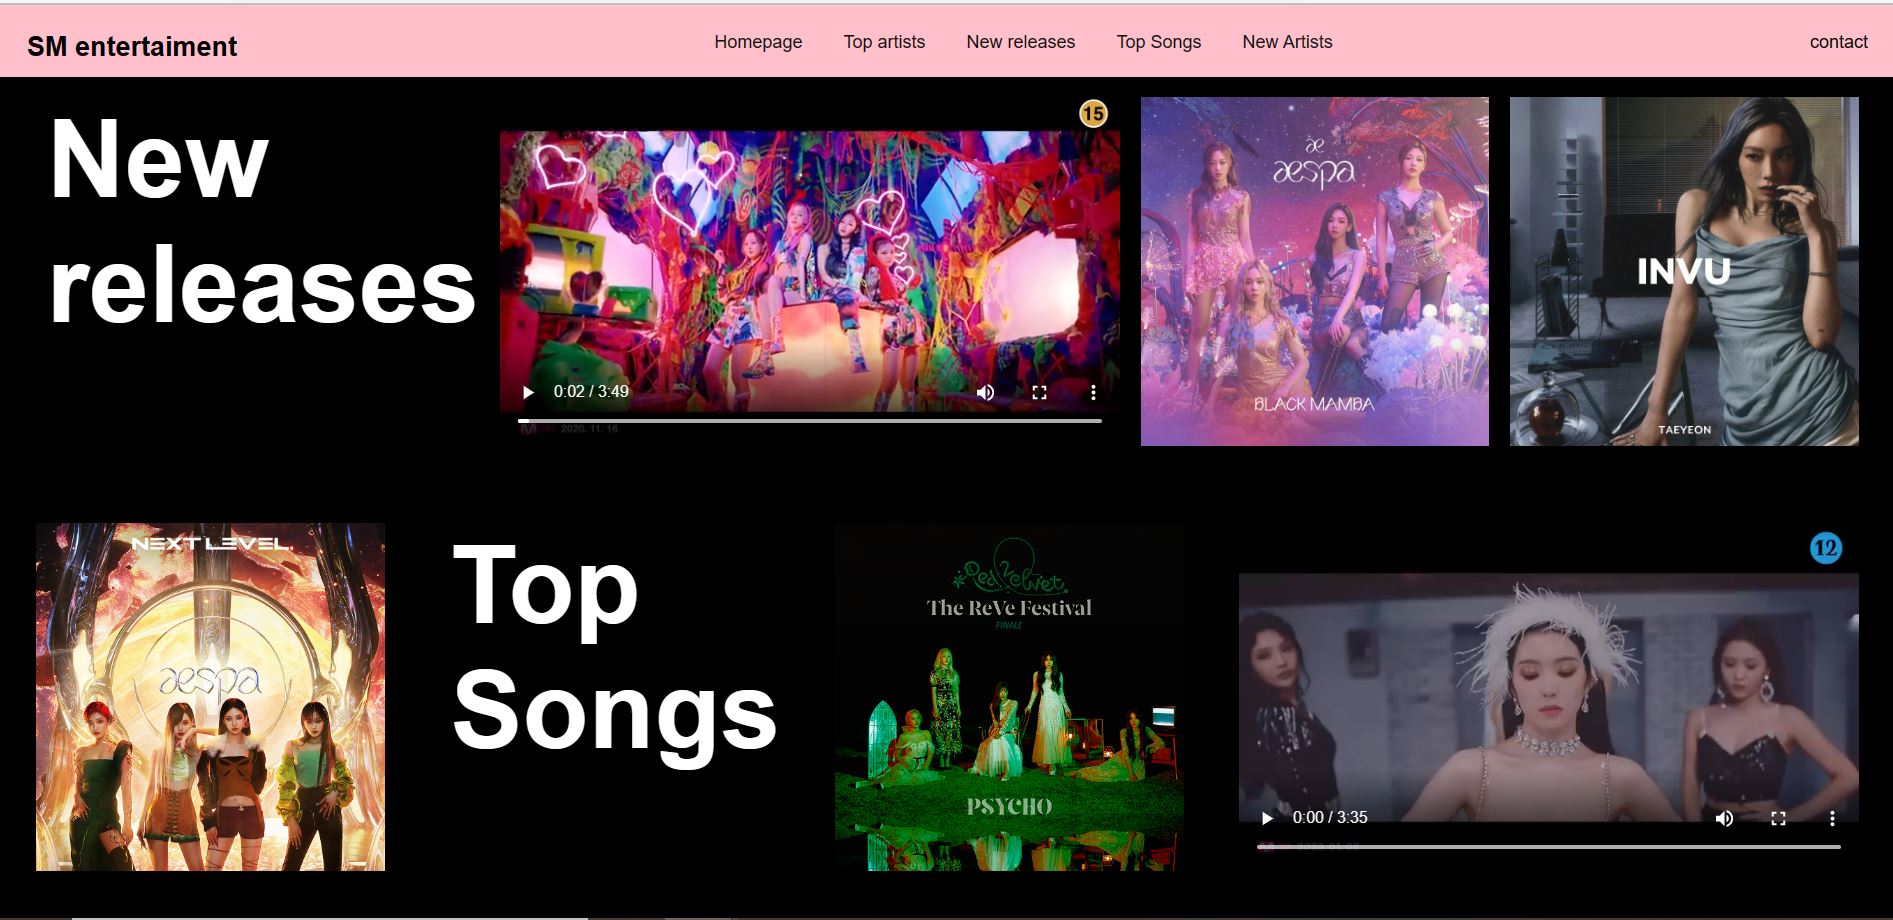 SM entertaiment
Homepage
Top artists
New releases
Top Songs
New Artists
contact
New
releases
15
0:02 / 3:49
2020. 11. 16
æ
aespa
BLACK MAMBA
INVU
TAEYEON
NEXT LEVEL.
aespa
Top
Songs
Red Velvet
The ReVe Festival
FINALE
PSYCHO
12
0:00 / 3:35